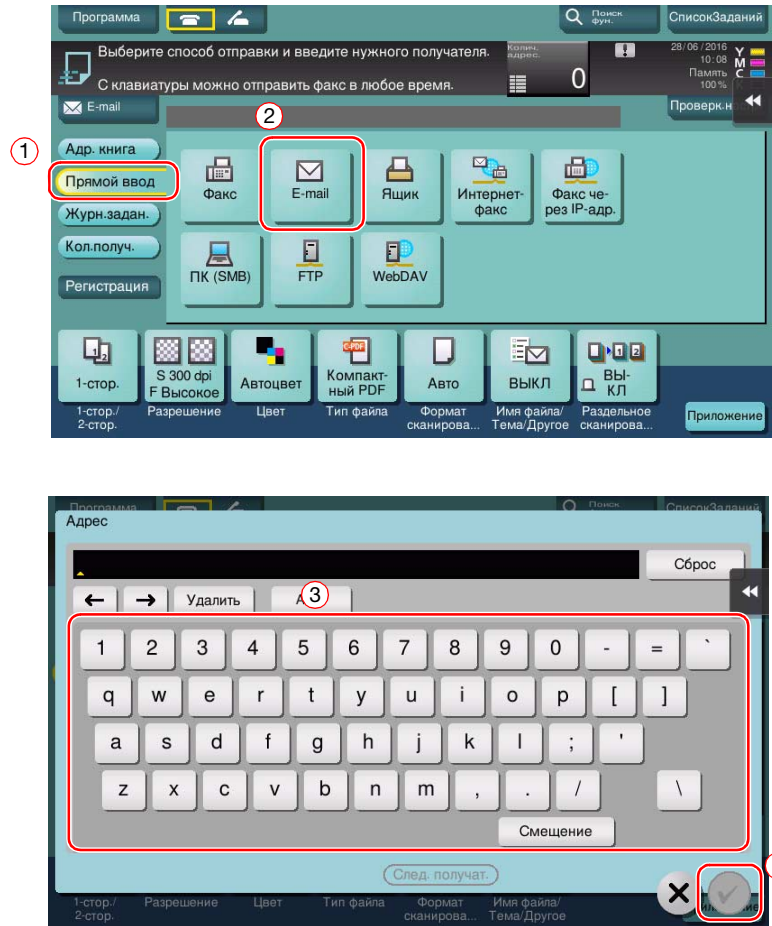 Программа
Поиск
фун.
СписокЗаданий
Выберите способ отправки и введите нужного получателя.
С клавиатуры можно отправить факс в любое время.
Колич.
адрес.
0
28/06/2016
10:08
Память
100%
Y
M
C
K
E-mail
Проверк.н
2
1
Адр. книга
Прямой ввод
Журн.задан.
Кол.получ.
Регистрация
Факс
E-mail
Ящик
Интернет-
факс
Факс че-
рез IP-адр.
ПК (SMB)
FTP
WebDAV
1-стор.
S 300 dpi
F Высокое
Автоцвет
C-PDF
Компакт-
ный PDF
Авто
ВЫКЛ
ВЫ-
КЛ
1-стор./
2-стор.
Разрешение
Цвет
Тип файла
Формат
сканирова...
Имя файла/
Тема/Другое
Раздельное
сканирова...
Приложение
Программа
Поиск
СписокЗаданий
Адрес
Сброс
← → Удалить
3
1 2 3 4 5 6 7 8 9 0 - = `
q w e r t y u i o p [ ]
a s d f g h j k l ; '
z x c v b n m , . / \
Смещение
След. получат.
1-стор./
2-стор.
Разрешение
Цвет
Тип файла
Формат
сканирова...
Имя файла/
Тема/Другое